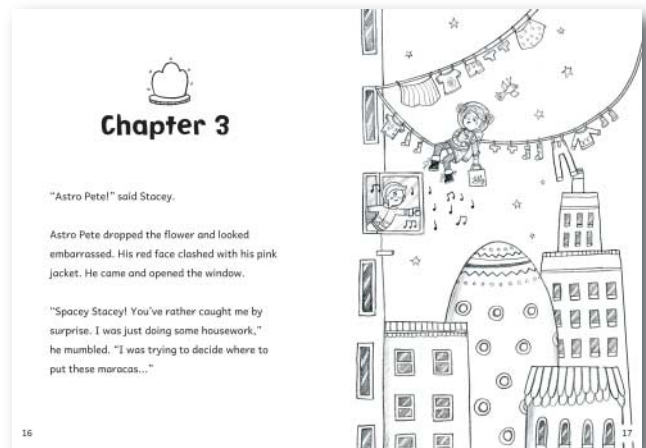 Chapter 3
"Astro Pete!" said Stacey.
Astro Pete dropped the flower and looked
embarrassed. His red face clashed with his pink
jacket. He came and opened the window.
"Spacey Stacey! You've rather caught me by
surprise. I was just doing some housework,"
he mumbled. "I was trying to decide where to
put these maracas..."
16
17